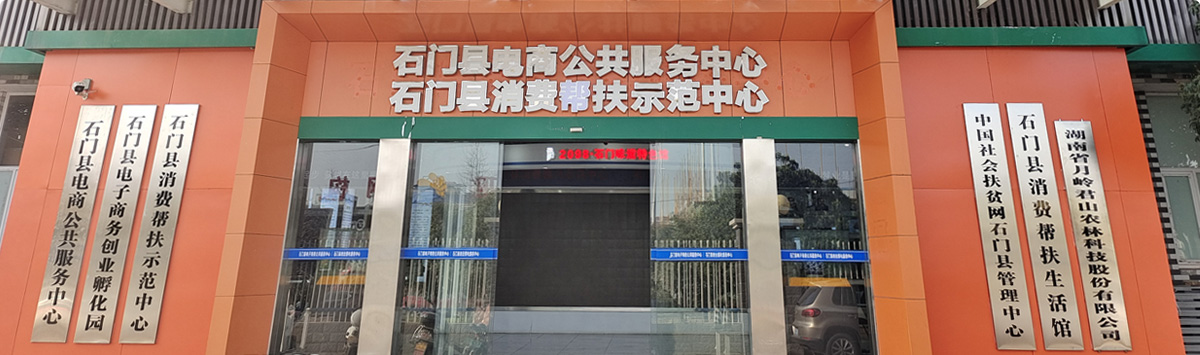 石门县电商公共服务中心
石门县消费帮扶示范中心
石门县电商公共服务中心
石门县电子商务创业孵化园
石门县消费帮扶示范中心
中国社会扶贫网石门县管理中心
石门县消费帮扶生活馆
湖南省月岭君山农林科技股份有限公司